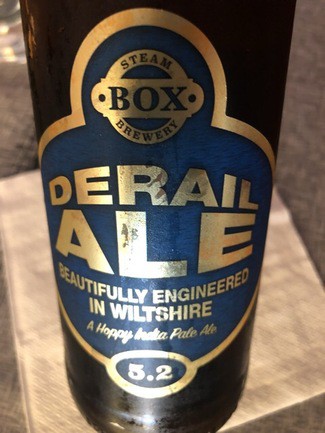 STEAM
BOX
BREWERY
DERAIL
ALE
BEAUTIFULLY ENGINEERED
IN WILTSHIRE
A Hoppy India Pale Ale
5.2